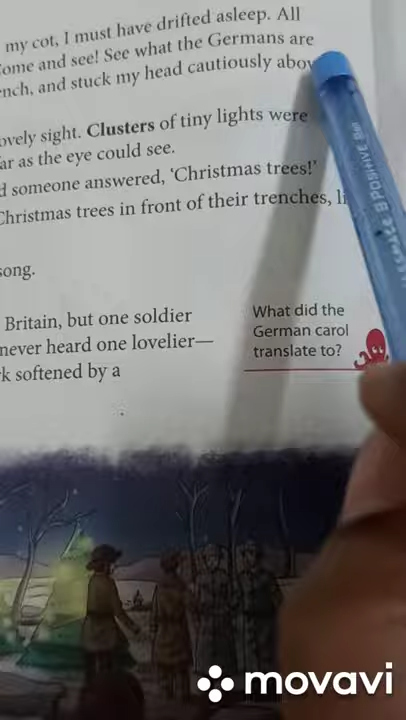 my cot, I must have drifted asleep. All
ome and see! See what the Germans are
nch, and stuck my head cautiously abov
ovely sight. Clusters of tiny lights were
ar as the eye could see.
d someone answered, ‘Christmas trees!’
Christmas trees in front of their trenches, li
song.
Britain, but one soldier
never heard one lovelier—
k softened by a
What did the
German carol
translate to?
POSITIVE
movavi